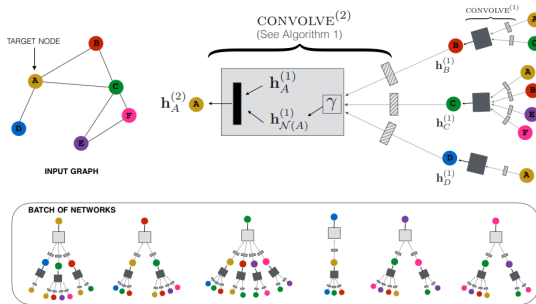 TARGET NODE
A
B
C
D
E
F
INPUT GRAPH
CONVOLVE^{(2)}
(See Algorithm 1)
h_A^{(2)}
A
h_A^{(1)}
h_{N(A)}^{(1)}
γ
CONVOLVE^{(1)}
B
h_B^{(1)}
A
C
C
h_C^{(1)}
A
B
E
F
D
h_D^{(1)}
A
BATCH OF NETWORKS